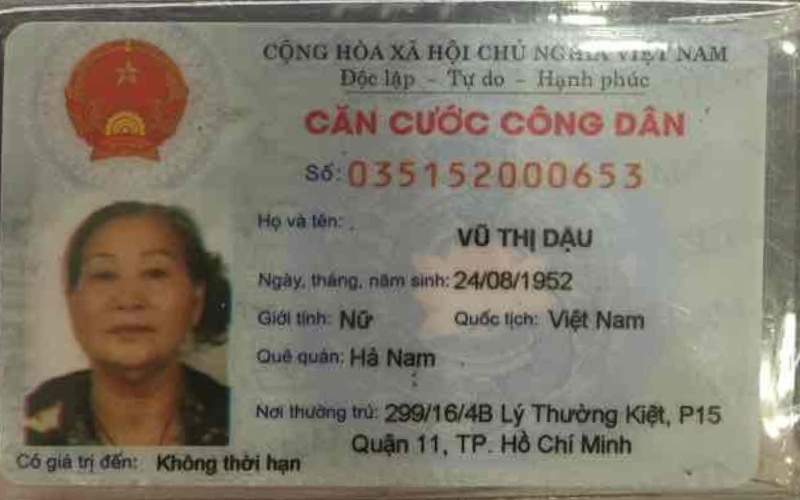 CỘNG HÒA XÃ HỘI CHỦ NGHĨA VIỆT NAM
Độc lập - Tự do - Hạnh phúc
CĂN CƯỚC CÔNG DÂN
Số: 035152000653
Họ và tên:
VŨ THỊ DẬU
Ngày, tháng, năm sinh: 24/08/1952
Giới tính: Nữ Quốc tịch: Việt Nam
Quê quán: Hà Nam
Nơi thường trú: 299/16/4B Lý Thường Kiệt, P15
Quận 11, TP. Hồ Chí Minh
Có giá trị đến: Không thời hạn